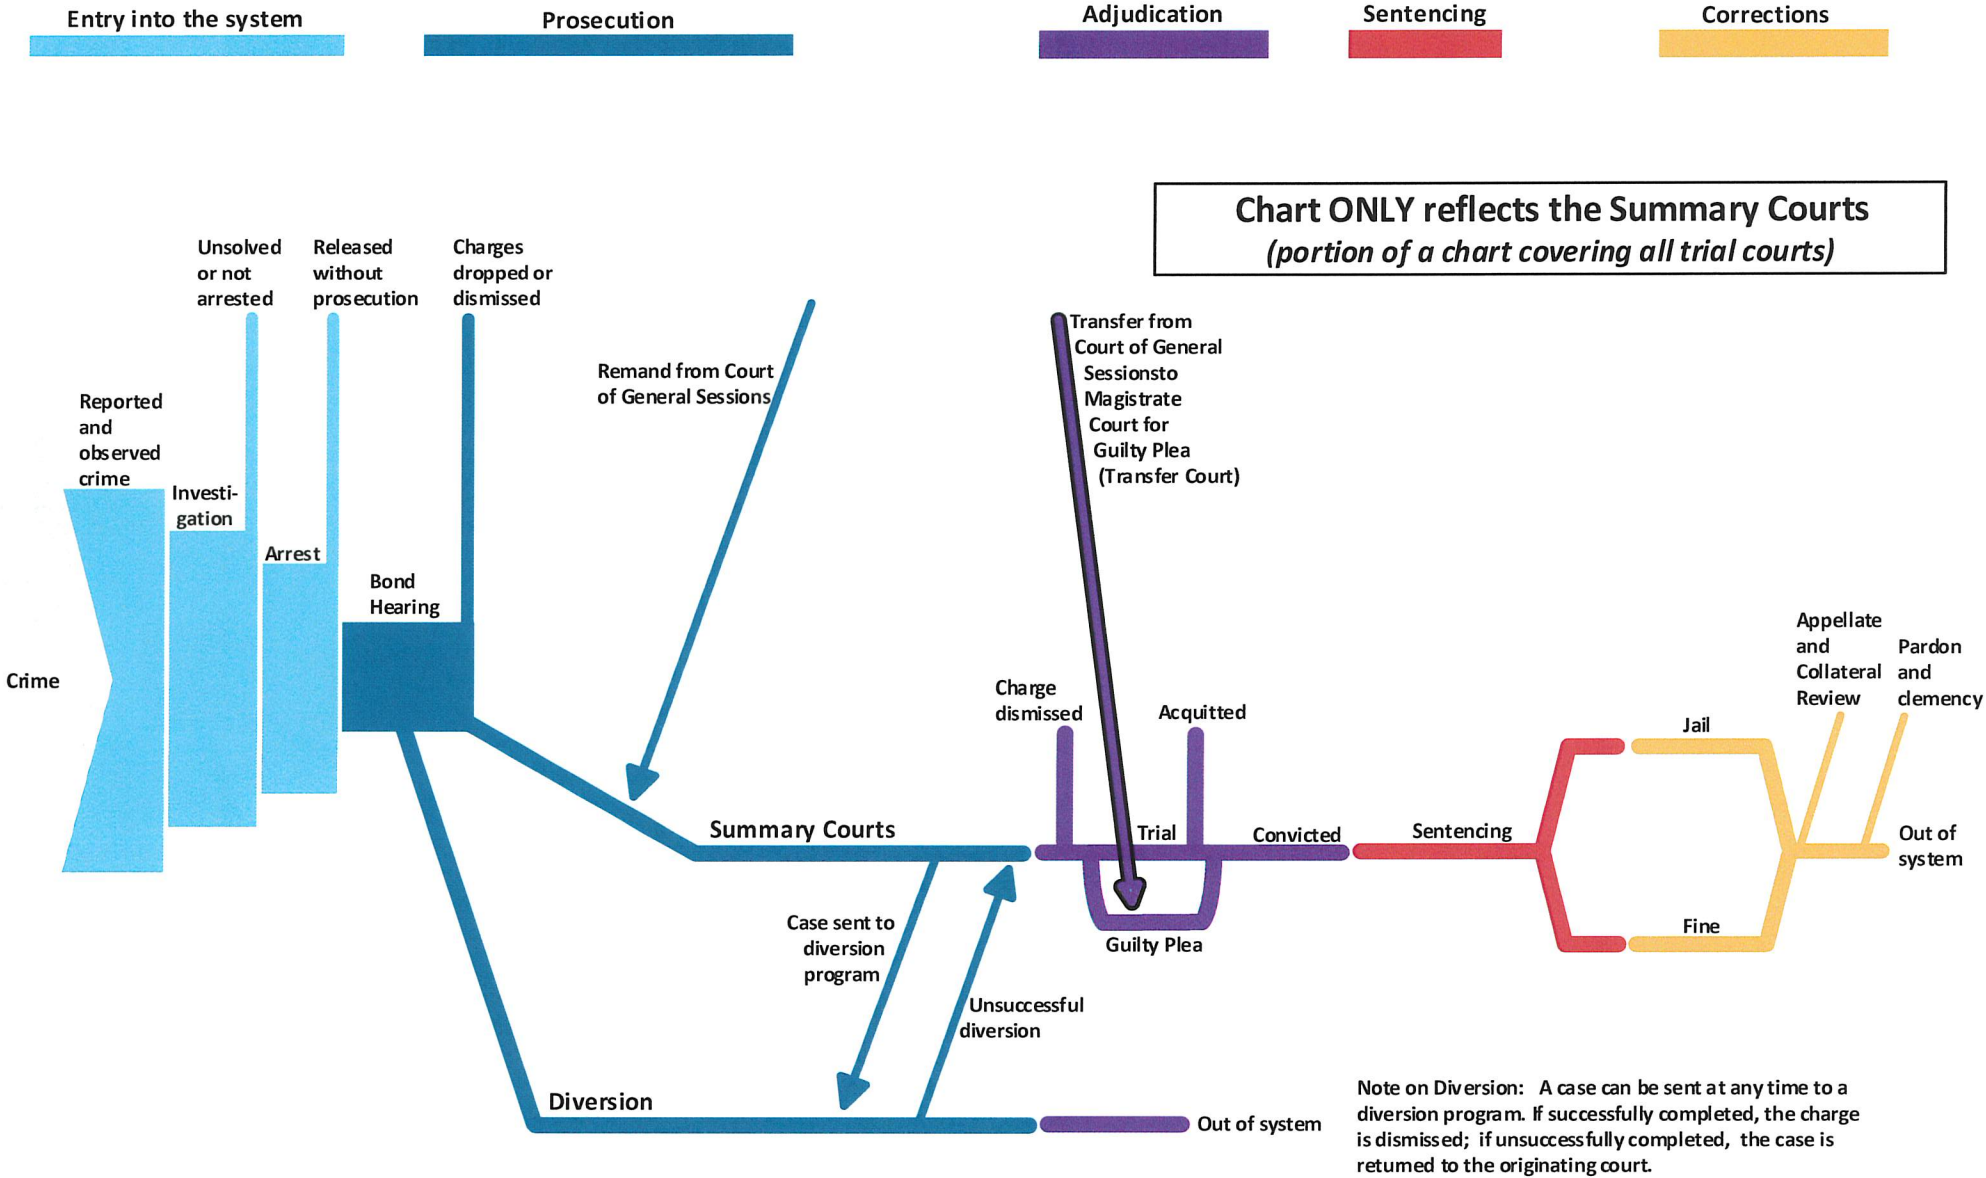 Entry into the system
Prosecution
Adjudication
Sentencing
Corrections
Chart ONLY reflects the Summary Courts
(portion of a chart covering all trial courts)
Unsolved
or not
arrested
Released
without
prosecution
Charges
dropped or
dismissed
Remand from Court
of General Sessions
Transfer from
Court of General
Sessionsto
Magistrate
Court for
Guilty Plea
(Transfer Court)
Reported
and
observed
crime
Investi-
gation
Arrest
Bond
Hearing
Crime
Charge
dismissed
Acquitted
Appellate
and
Collateral
Review
Pardon
and
clemency
Jail
Summary Courts
Trial
Convicted
Sentencing
Out of
system
Fine
Guilty Plea
Case sent to
diversion
program
Unsuccessful
diversion
Diversion
Out of system
Note on Diversion: A case can be sent at any time to a
diversion program. If successfully completed, the charge
is dismissed; if unsuccessfully completed, the case is
returned to the originating court.